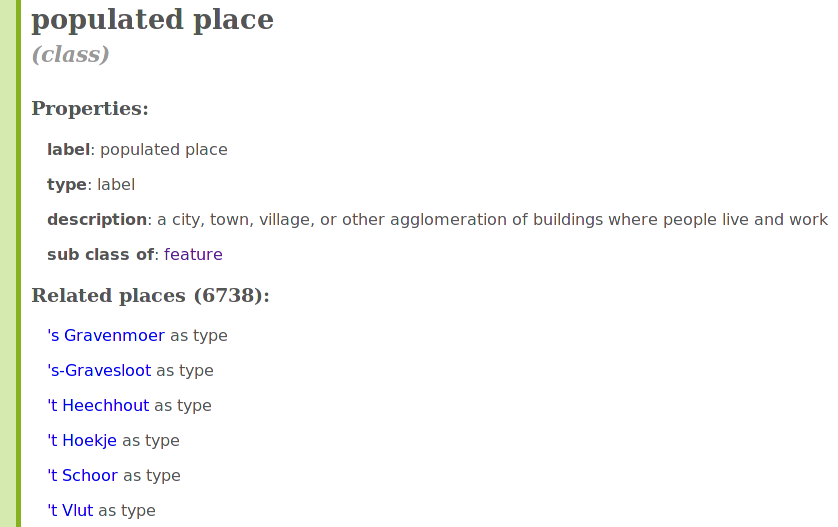 populated place
(class)
Properties:
label: populated place
type: label
description: a city, town, village, or other agglomeration of buildings where people live and work
sub class of: feature
Related places (6738):
's Gravenmoer as type
's-Gravesloot as type
't Heechhout as type
't Hoekje as type
't Schoor as type
't Vlut as type